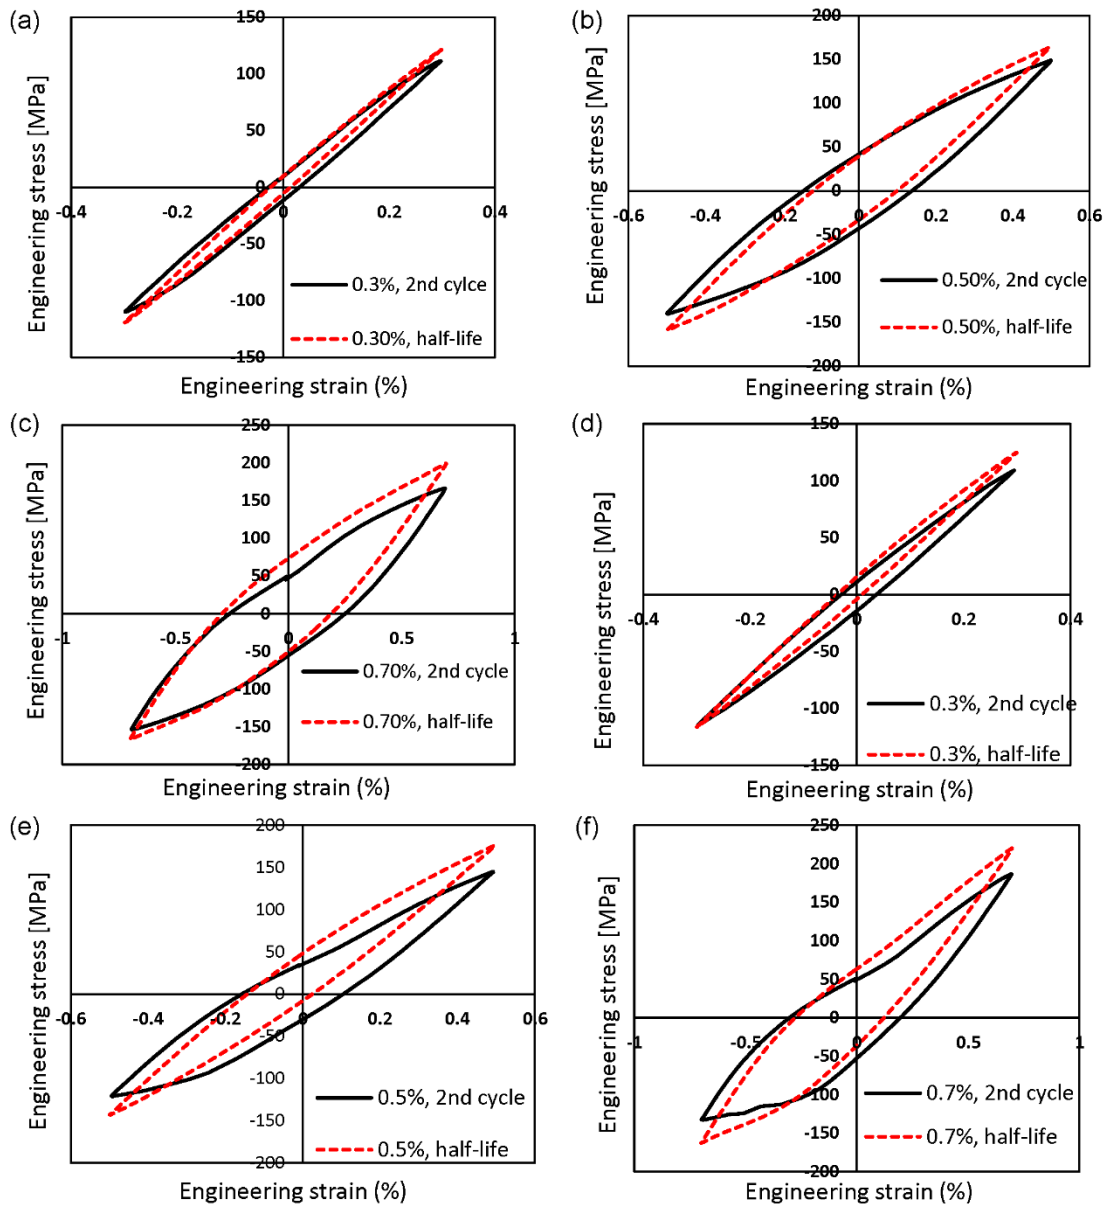 (a)
150
100
50
0
-50
-100
-150
-0.4
-0.2
0
0.2
0.4
Engineering stress [MPa]
0.3%, 2nd cylce
0.30%, half-life
Engineering strain (%)
(b)
200
150
100
50
0
-50
-100
-150
-200
-0.6
-0.4
-0.2
0
0.2
0.4
0.6
Engineering stress [MPa]
0.50%, 2nd cycle
0.50%, half-life
Engineering strain (%)
(c)
250
200
150
100
50
0
-50
-100
-150
-200
-1
-0.5
0
0.5
1
Engineering stress [MPa]
0.70%, 2nd cycle
0.70%, half-life
Engineering strain (%)
(d)
150
100
50
0
-50
-100
-150
-0.4
-0.2
0
0.2
0.4
Engineering stress [MPa]
0.3%, 2nd cycle
0.3%, half-life
Engineering strain (%)
(e)
200
150
100
50
0
-50
-100
-150
200
-0.6
-0.4
-0.2
0
0.2
0.4
0.6
Engineering stress [MPa]
0.5%, 2nd cycle
0.5%, half-life
Engineering strain (%)
(f)
250
200
150
100
50
0
-50
-100
-150
-200
-1
-0.5
0
0.5
1
Engineering stress [MPa]
0.7%, 2nd cycle
0.7%, half-life
Engineering strain (%)